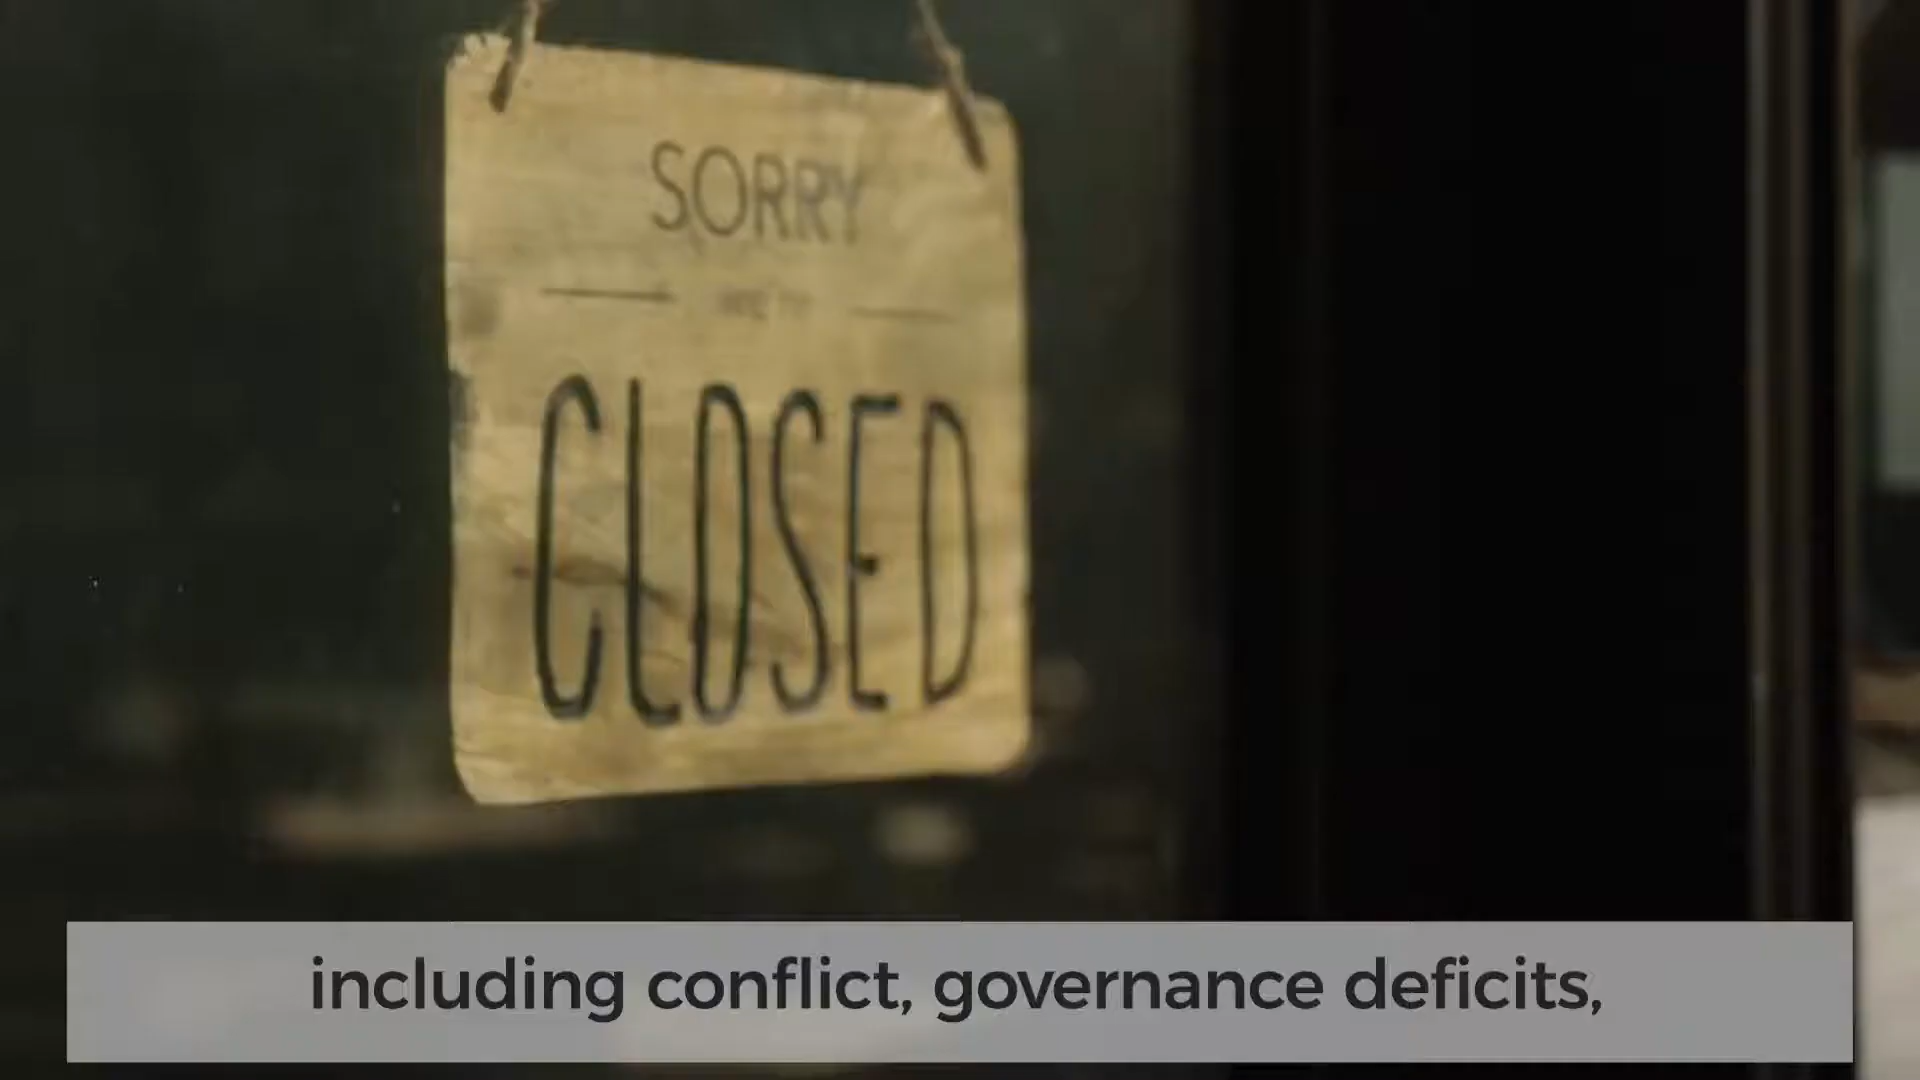 SORRY
CLOSED
including conflict, governance deficits,